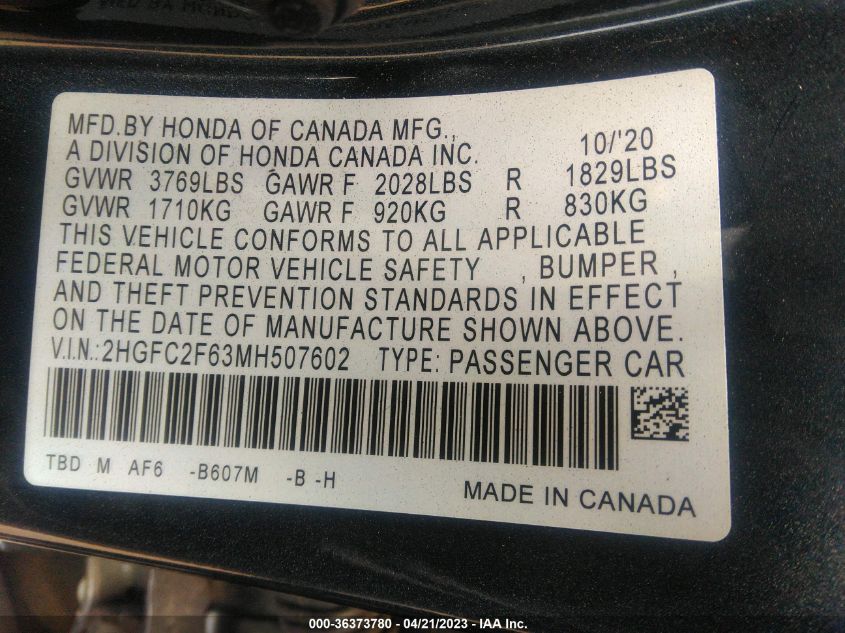 MFD.BY HONDA OF CANADA MFG., 10/'20
A DIVISION OF HONDA CANADA INC.
GVWR 3769LBS GAWR F 2028LBS R 1829LBS
GVWR 1710KG GAWR F 920KG R 830KG
THIS VEHICLE CONFORMS TO ALL APPLICABLE
FEDERAL MOTOR VEHICLE SAFETY , BUMPER ,
AND THEFT PREVENTION STANDARDS IN EFFECT
ON THE DATE OF MANUFACTURE SHOWN ABOVE.
V.I.N.:2HGFC2F63MH507602 TYPE: PASSENGER CAR
TBD M AF6 -B607M -B -H
MADE IN CANADA
000-36373780 — 04/21/2023 — IAA Inc.